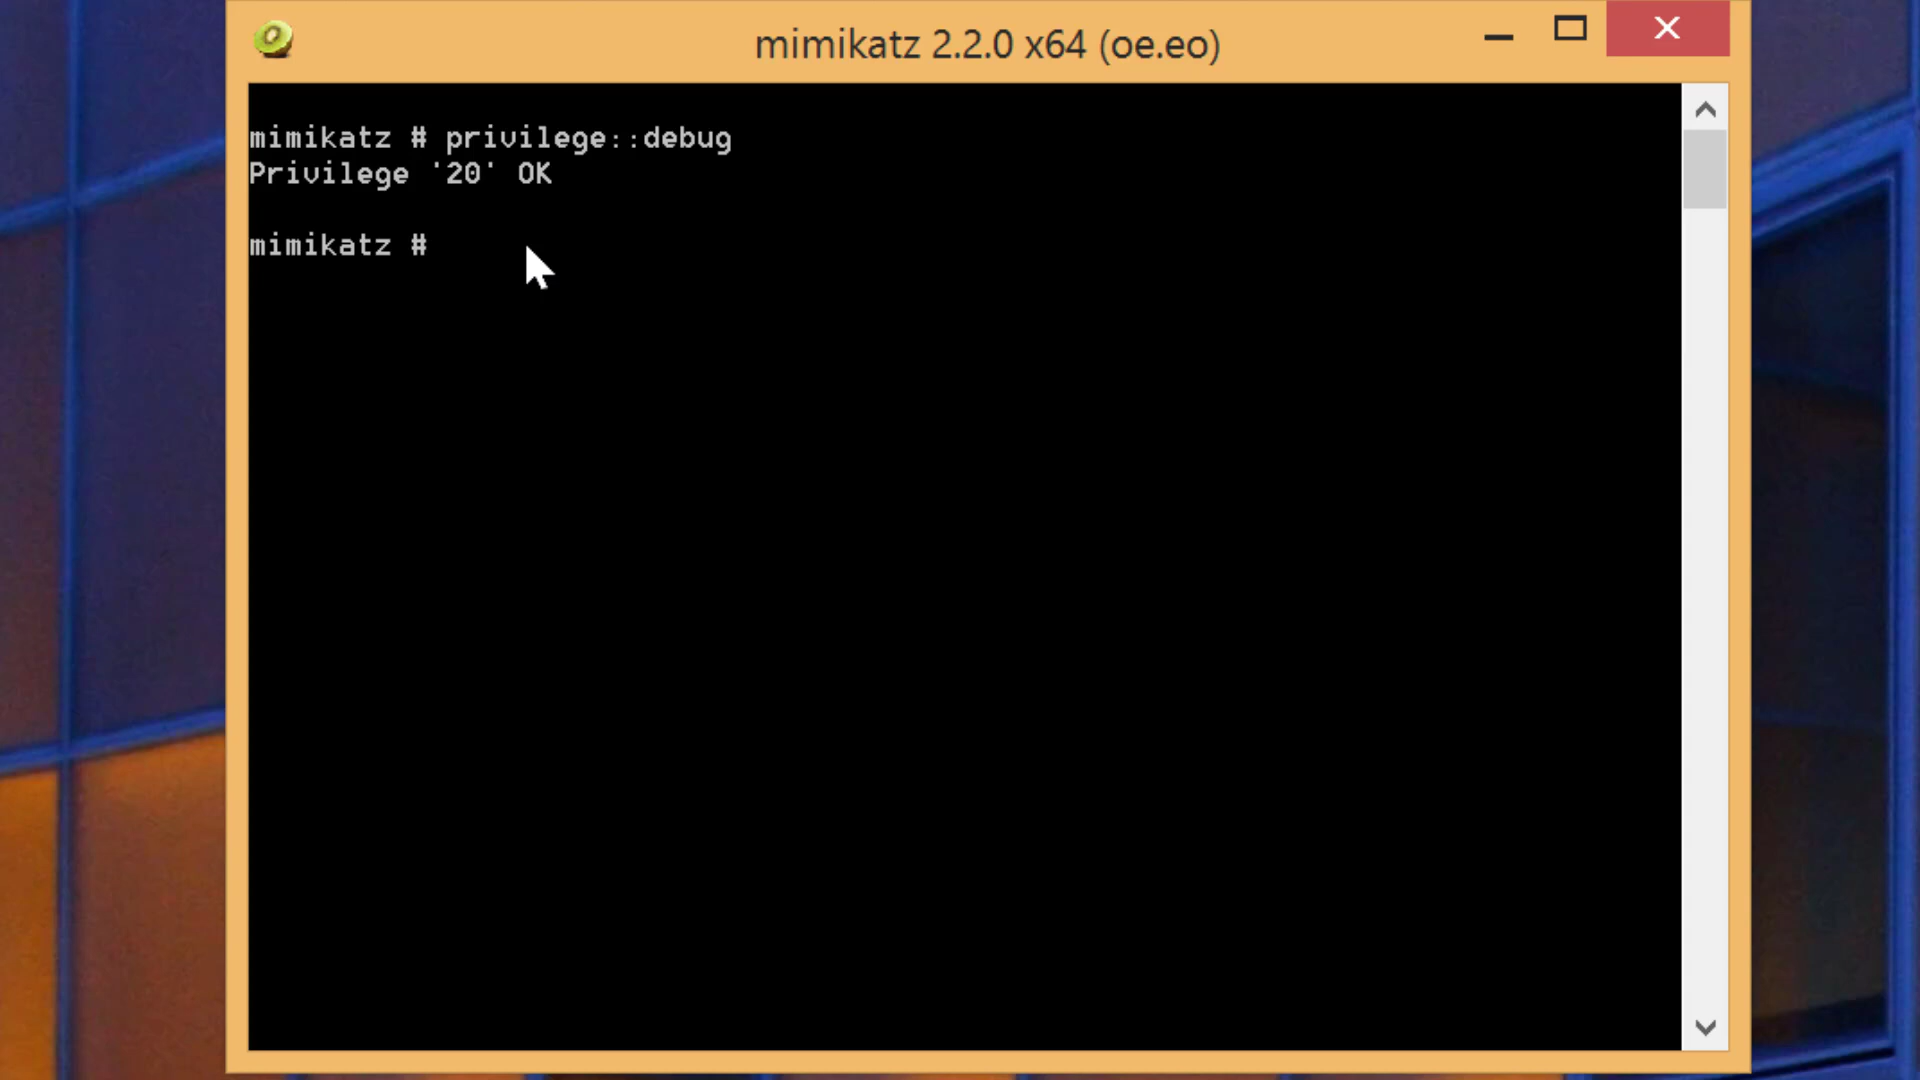 mimikatz 2.2.0 x64 (oe.eo)
mimikatz # privilege::debug
Privilege '20' OK
mimikatz #